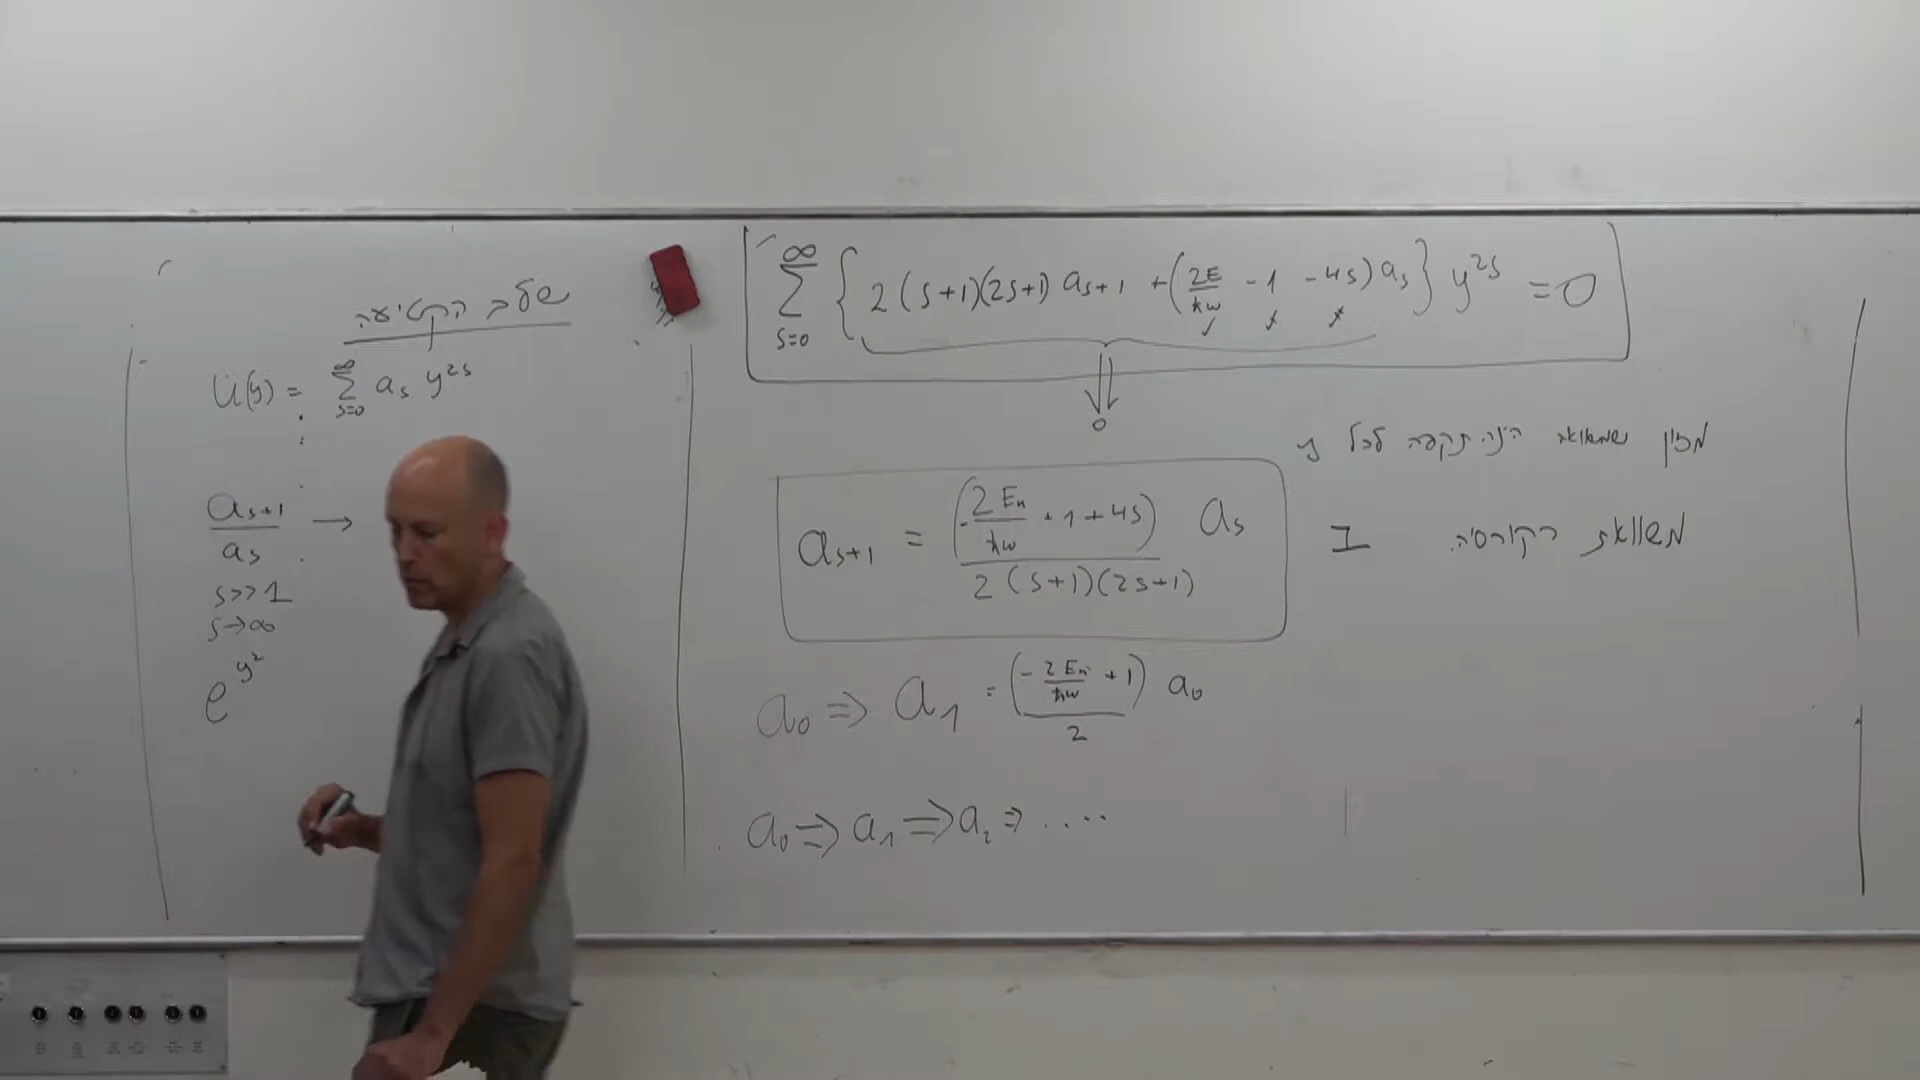 שלב הקטיעה
U(y) = ∑_{s=0}^{∞} a_s y^{2s}
a_{s+1} / a_s →
s>>1
s→∞
e^{y²}
∑_{s=0}^{∞} { 2(s+1)(2s+1) a_{s+1} + (2E/ħω - 1 - 4s) a_s } y^{2s} = 0
0
מכיון שמשוואה הינה תקפה לכל y
a_{s+1} = (-2E_n/ħω + 1 + 4s) / 2(s+1)(2s+1) a_s
I משוואת רקורסיה.
a_0 ⇒ a_1 = (-2E_n/ħω + 1) / 2 a_0
a_0 ⇒ a_1 ⇒ a_2 ⇒ ....